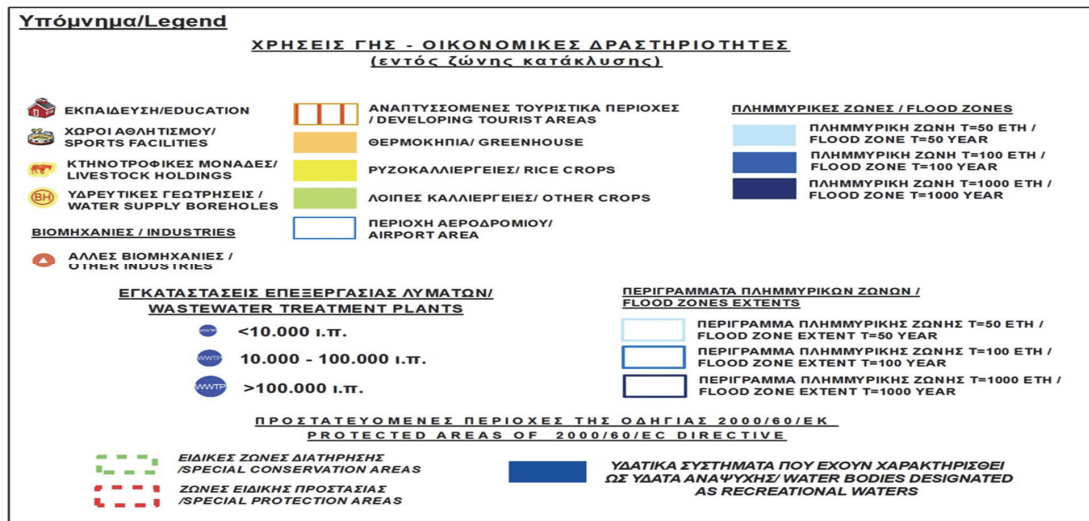 Υπόμνημα/Legend
ΧΡΗΣΕΙΣ ΓΗΣ - ΟΙΚΟΝΟΜΙΚΕΣ ΔΡΑΣΤΗΡΙΟΤΗΤΕΣ
(εντός ζώνης κατάκλυσης)
ΕΚΠΑΙΔΕΥΣΗ/EDUCATION
ΧΩΡΟΙ ΑΘΛΗΤΙΣΜΟΥ/
SPORTS FACILITIES
ΚΤΗΝΟΤΡΟΦΙΚΕΣ ΜΟΝΑΔΕΣ/
LIVESTOCK HOLDINGS
BH
ΥΔΡΕΥΤΙΚΕΣ ΓΕΩΤΡΗΣΕΙΣ /
WATER SUPPLY BOREHOLES
ΒΙΟΜΗΧΑΝΙΕΣ / INDUSTRIES
ΑΛΛΕΣ ΒΙΟΜΗΧΑΝΙΕΣ /
OTHER INDUSTRIES
ΑΝΑΠΤΥΣΣΟΜΕΝΕΣ ΤΟΥΡΙΣΤΙΚΑ ΠΕΡΙΟΧΕΣ
/ DEVELOPING TOURIST AREAS
ΘΕΡΜΟΚΗΠΙΑ/ GREENHOUSE
ΡΥΖΟΚΑΛΛΙΕΡΓΕΙΕΣ/ RICE CROPS
ΛΟΙΠΕΣ ΚΑΛΛΙΕΡΓΕΙΕΣ/ OTHER CROPS
ΠΕΡΙΟΧΗ ΑΕΡΟΔΡΟΜΙΟΥ/
AIRPORT AREA
ΠΛΗΜΜΥΡΙΚΕΣ ΖΩΝΕΣ / FLOOD ZONES
ΠΛΗΜΜΥΡΙΚΗ ΖΩΝΗ T=50 ΕΤΗ /
FLOOD ZONE T=50 YEAR
ΠΛΗΜΜΥΡΙΚΗ ΖΩΝΗ T=100 ΕΤΗ /
FLOOD ZONE T=100 YEAR
ΠΛΗΜΜΥΡΙΚΗ ΖΩΝΗ T=1000 ΕΤΗ /
FLOOD ZONE T=1000 YEAR
ΕΓΚΑΤΑΣΤΑΣΕΙΣ ΕΠΕΞΕΡΓΑΣΙΑΣ ΛΥΜΑΤΩΝ/
WASTEWATER TREATMENT PLANTS
WWTP
<10.000 ι.π.
WWTP
10.000 - 100.000 ι.π.
WWTP
>100.000 ι.π.
ΠΕΡΙΓΡΑΜΜΑΤΑ ΠΛΗΜΜΥΡΙΚΩΝ ΖΩΝΩΝ /
FLOOD ZONES EXTENTS
ΠΕΡΙΓΡΑΜΜΑ ΠΛΗΜΜΥΡΙΚΗΣ ΖΩΝΗΣ T=50 ΕΤΗ /
FLOOD ZONE EXTENT T=50 YEAR
ΠΕΡΙΓΡΑΜΜΑ ΠΛΗΜΜΥΡΙΚΗΣ ΖΩΝΗΣ T=100 ΕΤΗ /
FLOOD ZONE EXTENT T=100 YEAR
ΠΕΡΙΓΡΑΜΜΑ ΠΛΗΜΜΥΡΙΚΗΣ ΖΩΝΗΣ T=1000 ΕΤΗ /
FLOOD ZONE EXTENT T=1000 YEAR
ΠΡΟΣΤΑΤΕΥΟΜΕΝΕΣ ΠΕΡΙΟΧΕΣ ΤΗΣ ΟΔΗΓΙΑΣ 2000/60/ΕΚ
PROTECTED AREAS OF 2000/60/EC DIRECTIVE
ΕΙΔΙΚΕΣ ΖΩΝΕΣ ΔΙΑΤΗΡΗΣΗΣ
/SPECIAL CONSERVATION AREAS
ΖΩΝΕΣ ΕΙΔΙΚΗΣ ΠΡΟΣΤΑΣΙΑΣ
/SPECIAL PROTECTION AREAS
ΥΔΑΤΙΚΑ ΣΥΣΤΗΜΑΤΑ ΠΟΥ ΕΧΟΥΝ ΧΑΡΑΚΤΗΡΙΣΘΕΙ
ΩΣ ΥΔΑΤΑ ΑΝΑΨΥΧΗΣ/ WATER BODIES DESIGNATED
AS RECREATIONAL WATERS